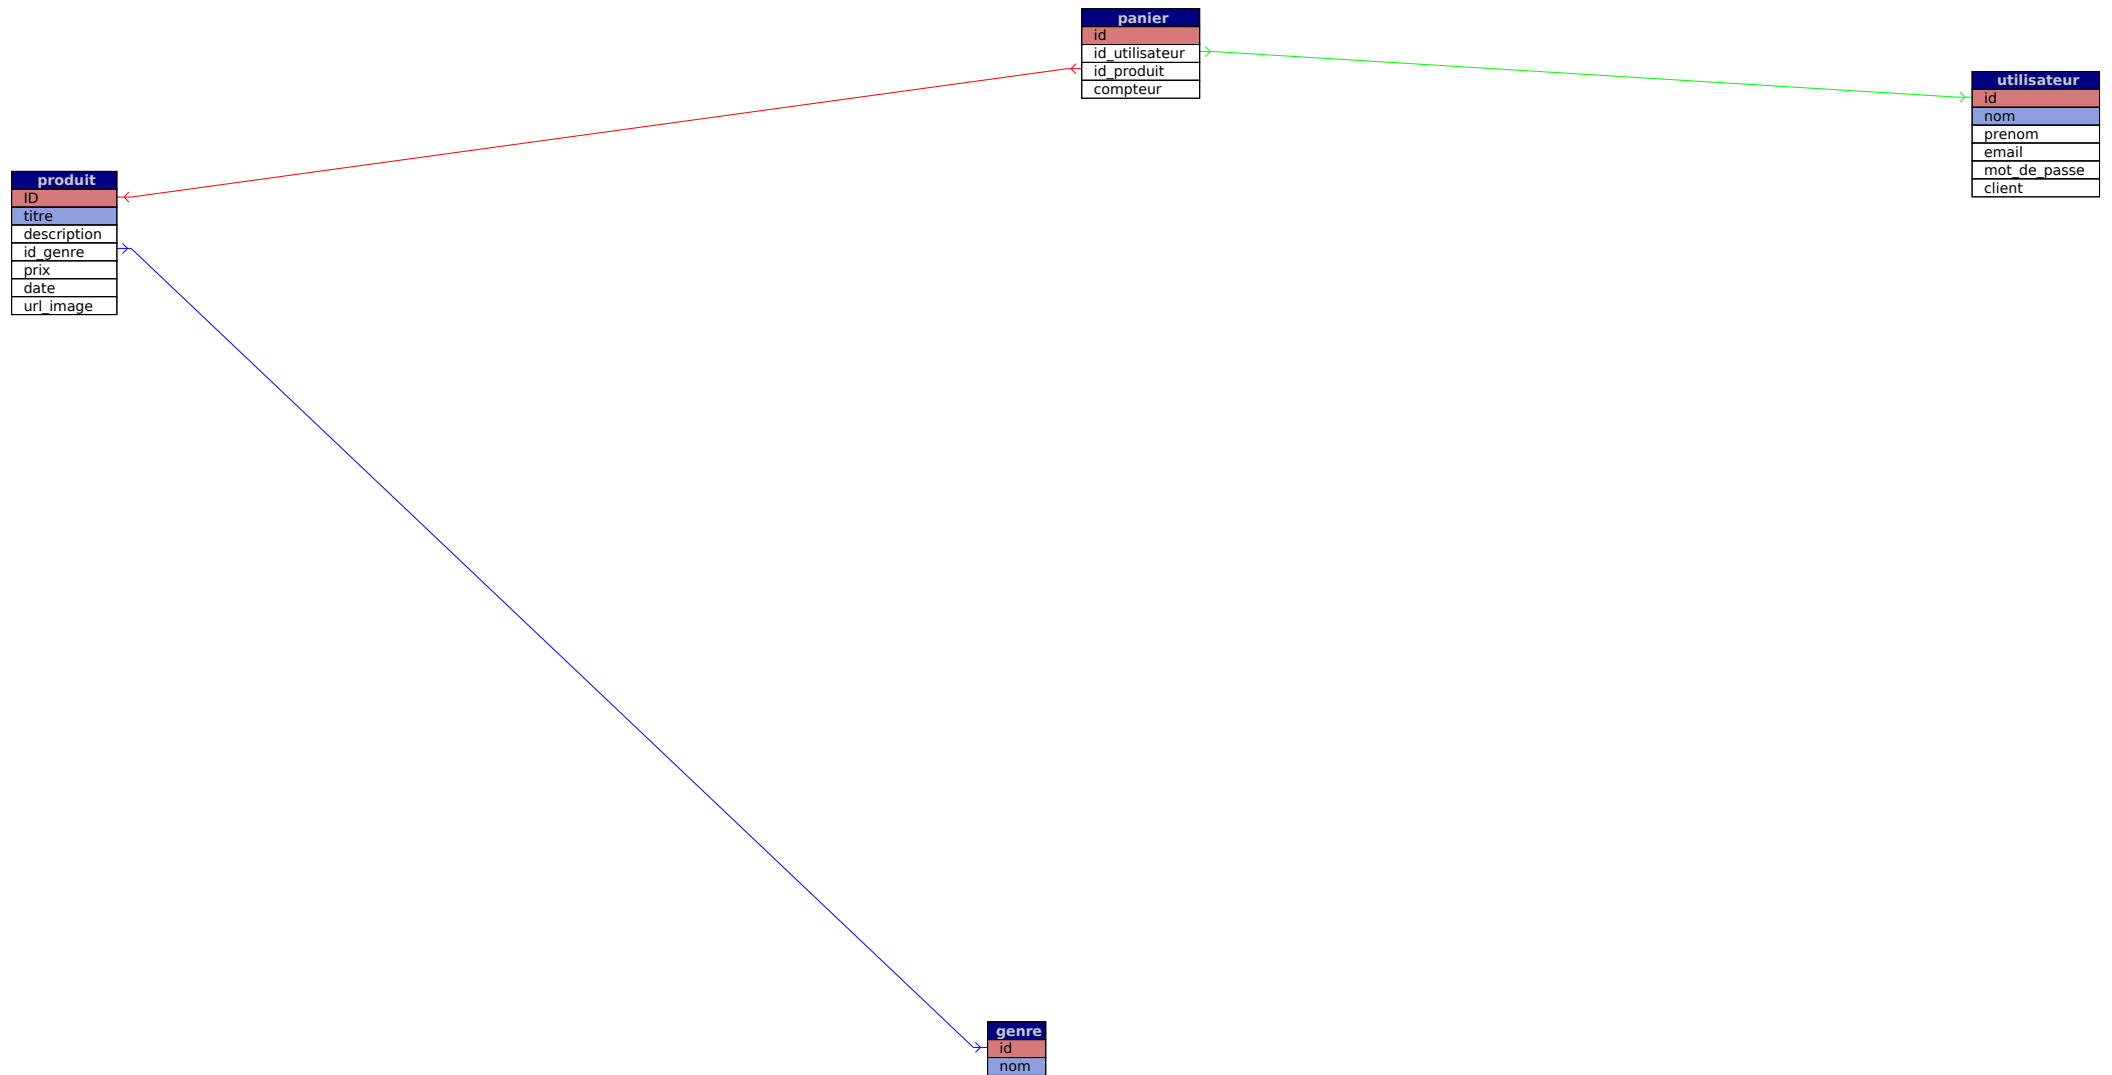 panier
id
id_utilisateur
id_produit
compteur
utilisateur
id
nom
prenom
email
mot_de_passe
client
produit
ID
titre
description
id_genre
prix
date
url_image
genre
id
nom